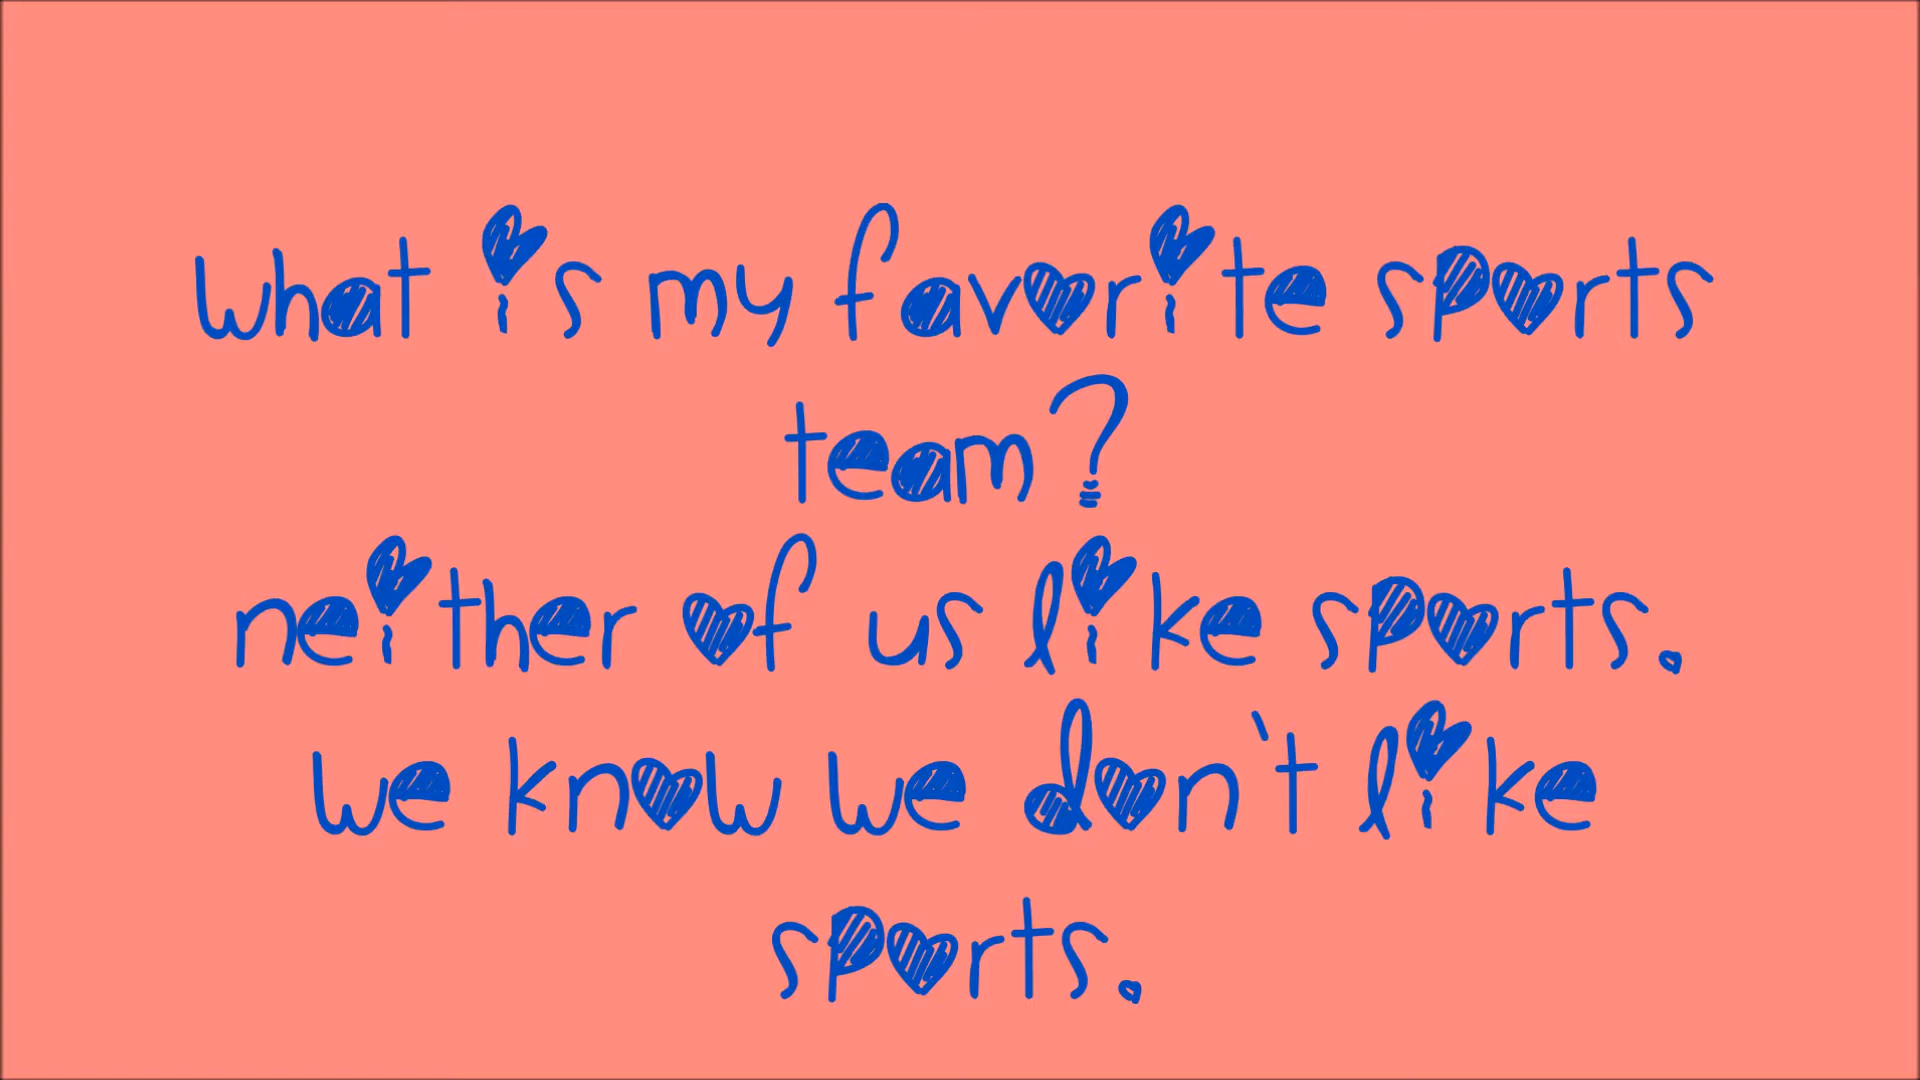 what is my favorite sports
team?
neither of us like sports.
we know we don't like
sports.